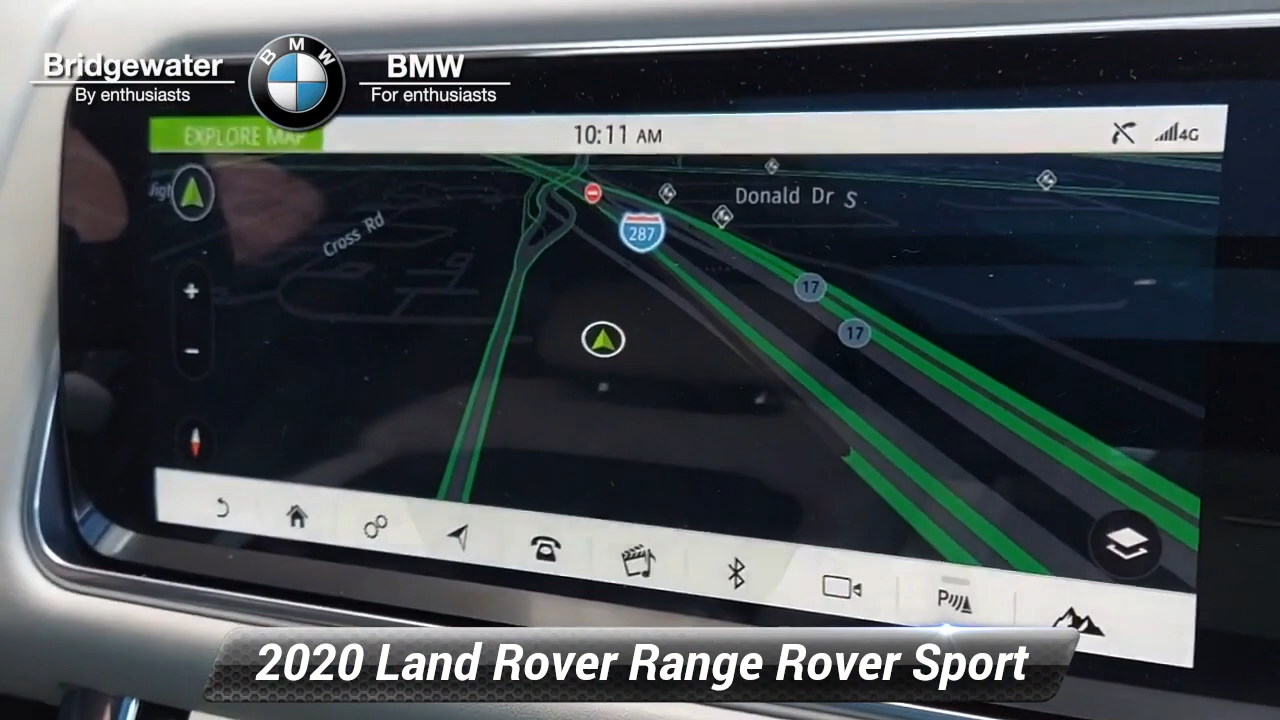 Bridgewater
By enthusiasts
BMW
BMW
For enthusiasts
EXPLORE MAP
10:11 AM
4G
Donald Dr S
Cross Rd
287
17
17
P
2020 Land Rover Range Rover Sport